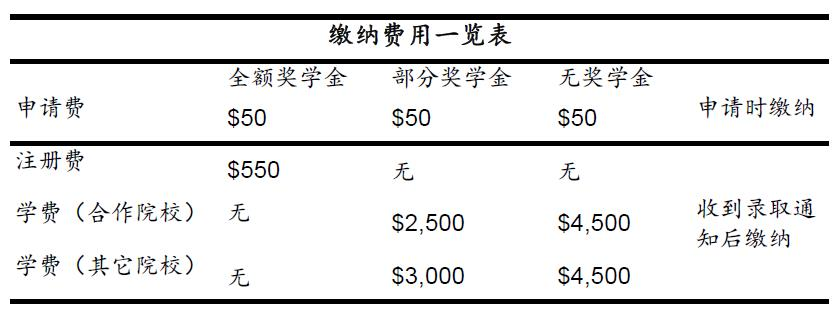 缴纳费用一览表
全额奖学金 部分奖学金 无奖学金
申请费 $50 $50 $50 申请时缴纳
注册费 $550 无 无
学费（合作院校） 无 $2,500 $4,500 收到录取通
知后缴纳
学费（其它院校） 无 $3,000 $4,500